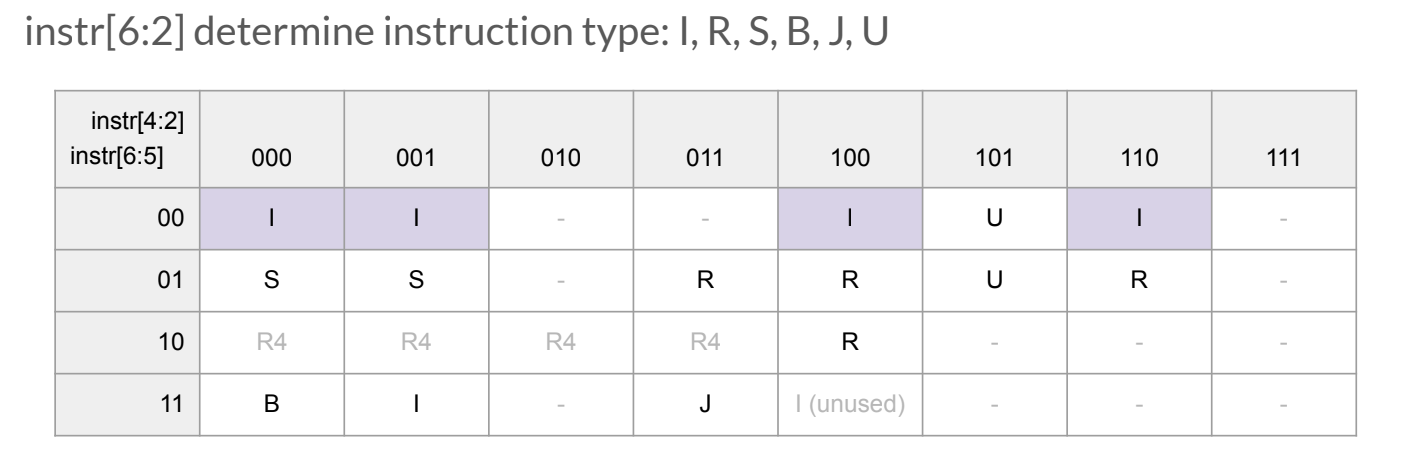 instr[6:2] determine instruction type: I, R, S, B, J, U
instr[4:2]
instr[6:5] 000 001 010 011 100 101 110 111
00 I I - - I U I -
01 S S - R R U R -
10 R4 R4 R4 R4 R - - -
11 B I - J I (unused) - - -